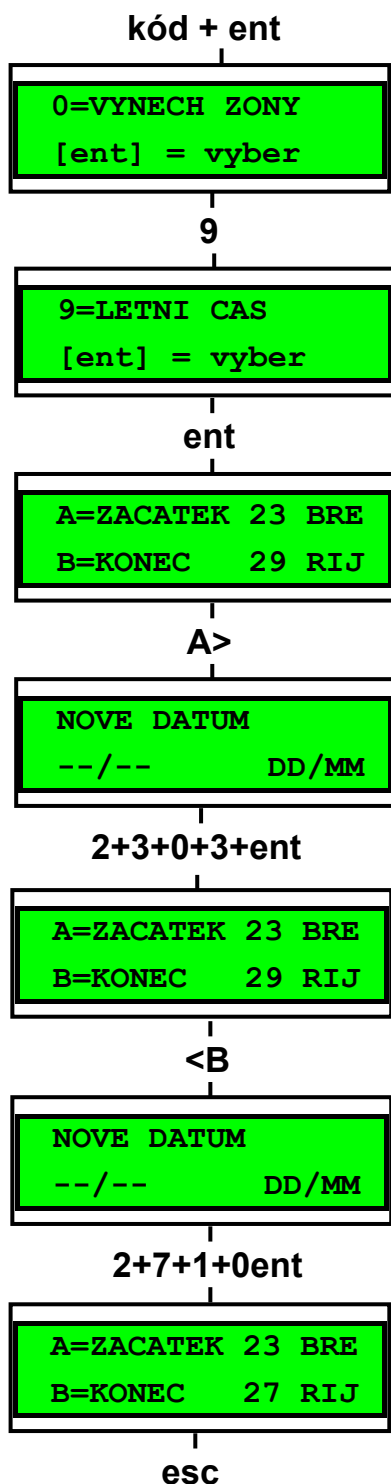 kód + ent
0=VYNECH ZONY
[ent] = vyber
9
9=LETNI CAS
[ent] = vyber
ent
A=ZACATEK 23 BRE
B=KONEC 29 RIJ
A>
NOVE DATUM
--/-- DD/MM
2+3+0+3+ent
A=ZACATEK 23 BRE
B=KONEC 29 RIJ
<B
NOVE DATUM
--/-- DD/MM
2+7+1+0ent
A=ZACATEK 23 BRE
B=KONEC 27 RIJ
esc